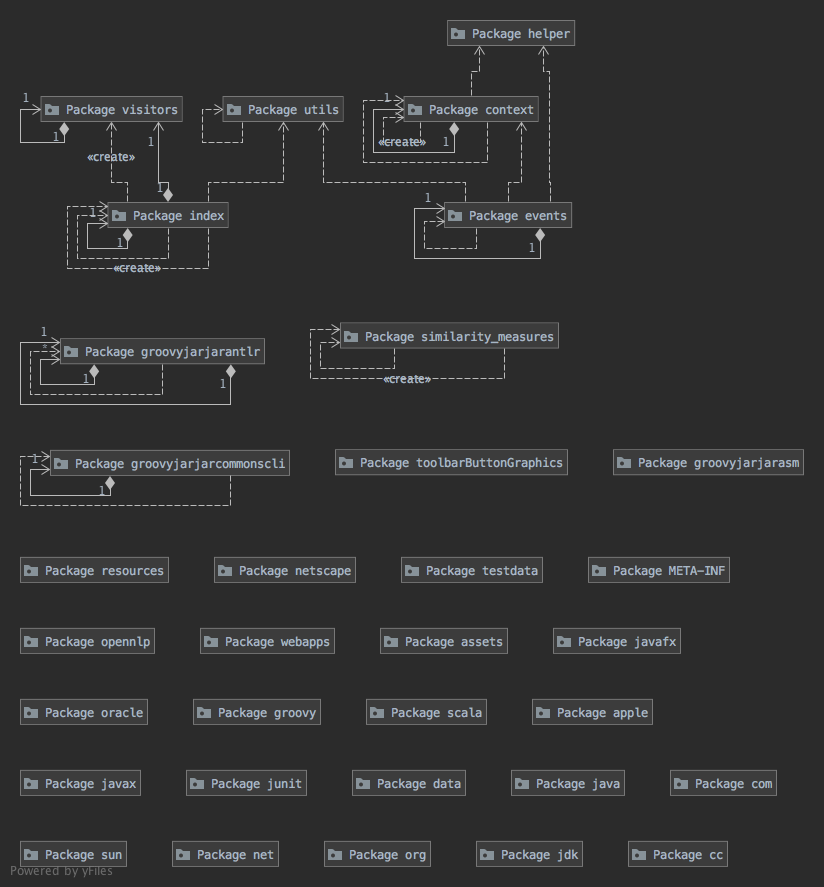 Package helper
1
Package visitors
1
Package utils
1
Package context
«create»
1
«create»
1
1
1
Package index
1
«create»
1
Package events
1
1
Package groovyjarjarantlr
*
1
1
Package similarity_measures
«create»
1
Package groovyjarjarcommonscli
1
Package toolbarButtonGraphics
Package groovyjarjarasm
Package resources
Package netscape
Package testdata
Package META-INF
Package opennlp
Package webapps
Package assets
Package javafx
Package oracle
Package groovy
Package scala
Package apple
Package javax
Package junit
Package data
Package java
Package com
Package sun
Package net
Package org
Package jdk
Package cc
Powered by yFiles